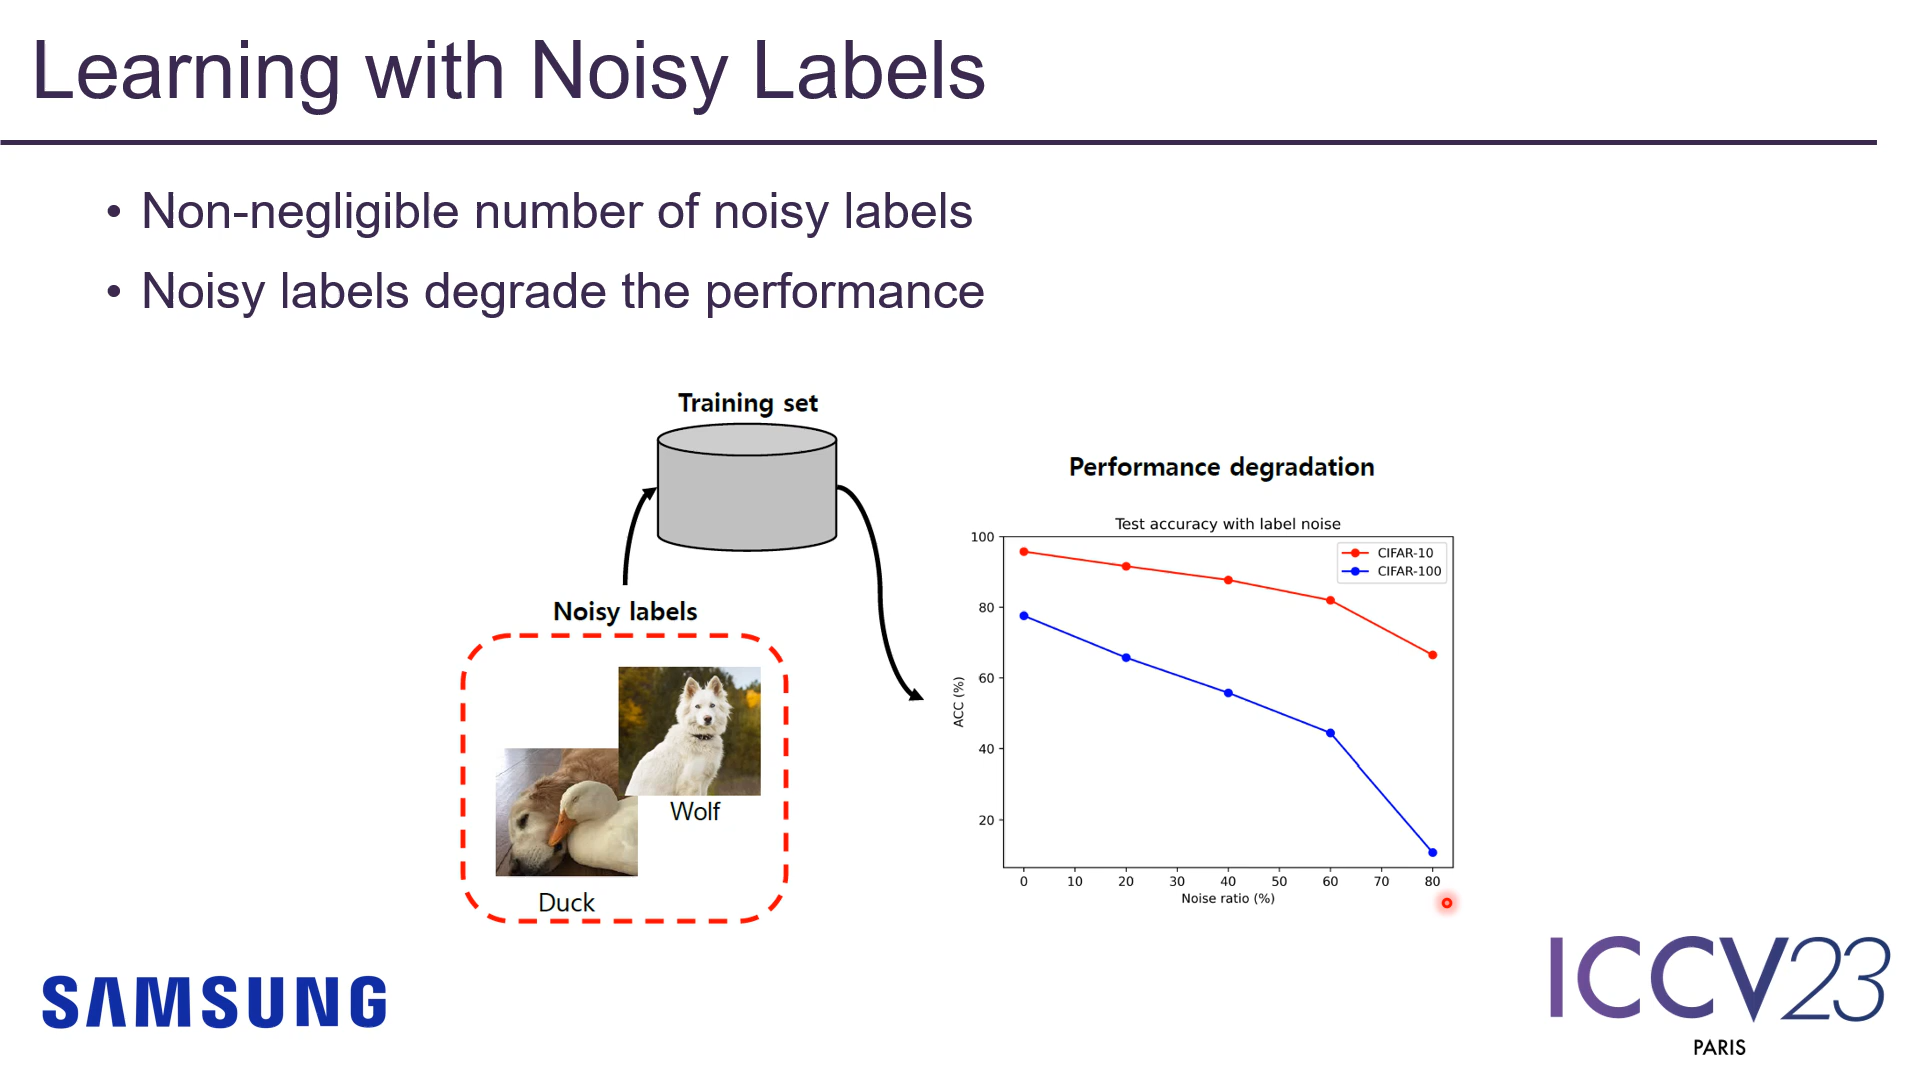 Learning with Noisy Labels
• Non-negligible number of noisy labels
• Noisy labels degrade the performance
Training set
Noisy labels
Wolf
Duck
Performance degradation
Test accuracy with label noise
CIFAR-10
CIFAR-100
100
80
60
40
20
ACC (%)
0 10 20 30 40 50 60 70 80
Noise ratio (%)
SAMSUNG
ICCV23
PARIS